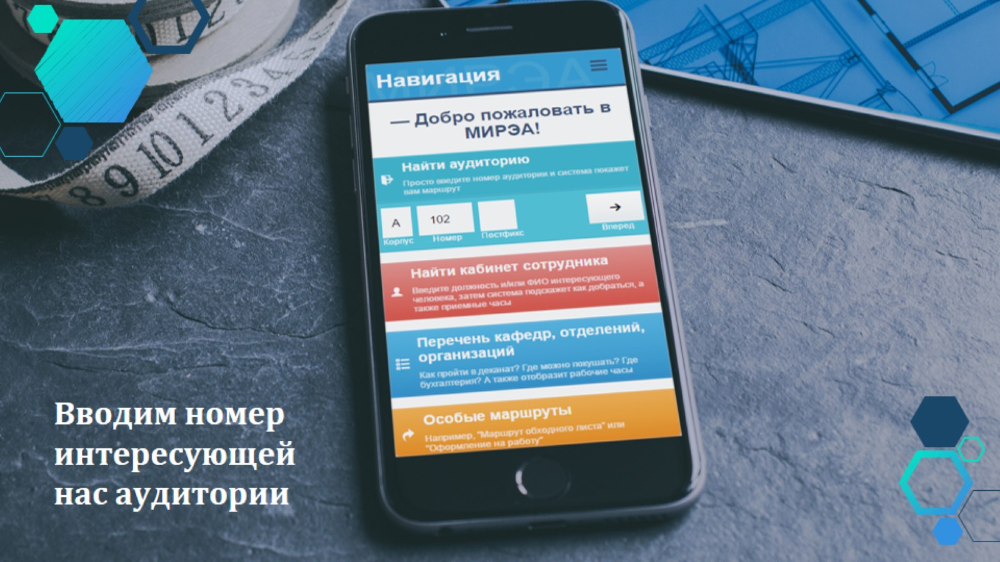 Навигация
— Добро пожаловать в
МИРЭА!
Найти аудиторию
Просто введите номер аудитории и система покажет
вам маршрут
А
102
Корпус
Номер
Постфикс
Вперед
Найти кабинет сотрудника
Введите должность и/или ФИО интересующего
человека, затем система подскажет как добраться, а
также приемные часы
Перечень кафедр, отделений,
организаций
Как пройти в деканат? Где можно покушать? Где
бухгалтерия? А также отобразит рабочие часы
Особые маршруты
Например, "Маршрут обходного листа" или
"Оформление на работу"
Вводим номер
интересующей
нас аудитории
8 9 10 1 2 3 4